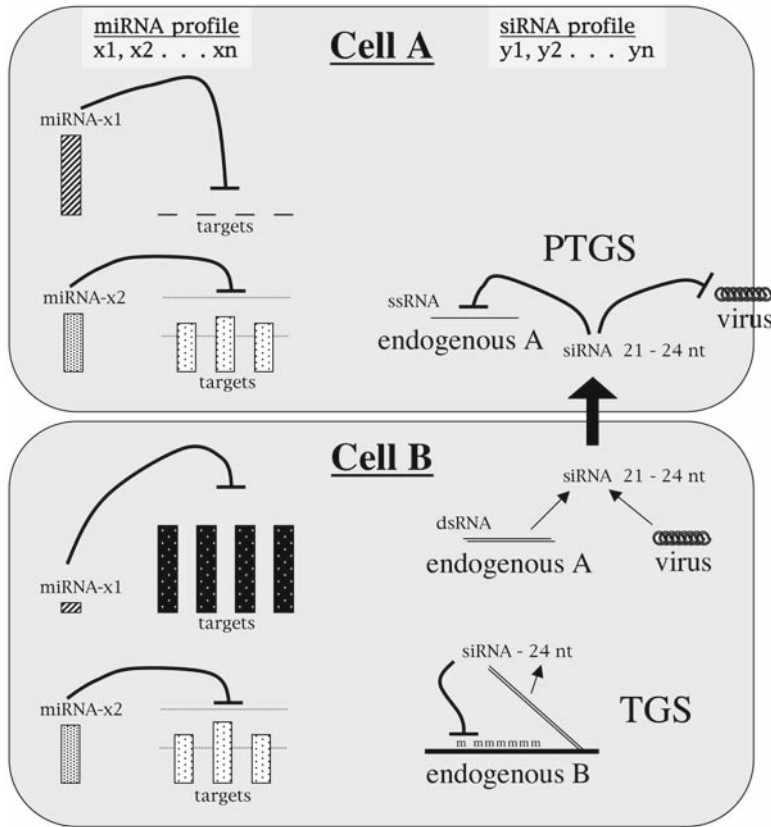 miRNA profile
x1, x2 . . . xn
Cell A
siRNA profile
y1, y2 . . . yn
miRNA-x1
targets
miRNA-x2
targets
PTGS
ssRNA
endogenous A
siRNA 21 - 24 nt
virus
Cell B
miRNA-x1
targets
miRNA-x2
targets
siRNA 21 - 24 nt
dsRNA
endogenous A
virus
siRNA - 24 nt
TGS
m mmmmmm
endogenous B